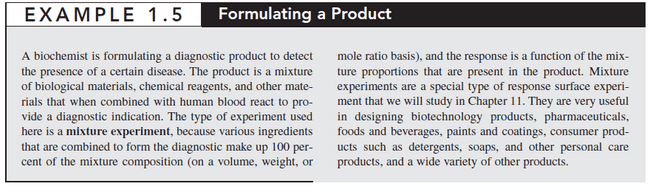 EXAMPLE 1.5 Formulating a Product
A biochemist is formulating a diagnostic product to detect
the presence of a certain disease. The product is a mixture
of biological materials, chemical reagents, and other mate-
rials that when combined with human blood react to pro-
vide a diagnostic indication. The type of experiment used
here is a mixture experiment, because various ingredients
that are combined to form the diagnostic make up 100 per-
cent of the mixture composition (on a volume, weight, or
mole ratio basis), and the response is a function of the mix-
ture proportions that are present in the product. Mixture
experiments are a special type of response surface experi-
ment that we will study in Chapter 11. They are very useful
in designing biotechnology products, pharmaceuticals,
foods and beverages, paints and coatings, consumer prod-
ucts such as detergents, soaps, and other personal care
products, and a wide variety of other products.